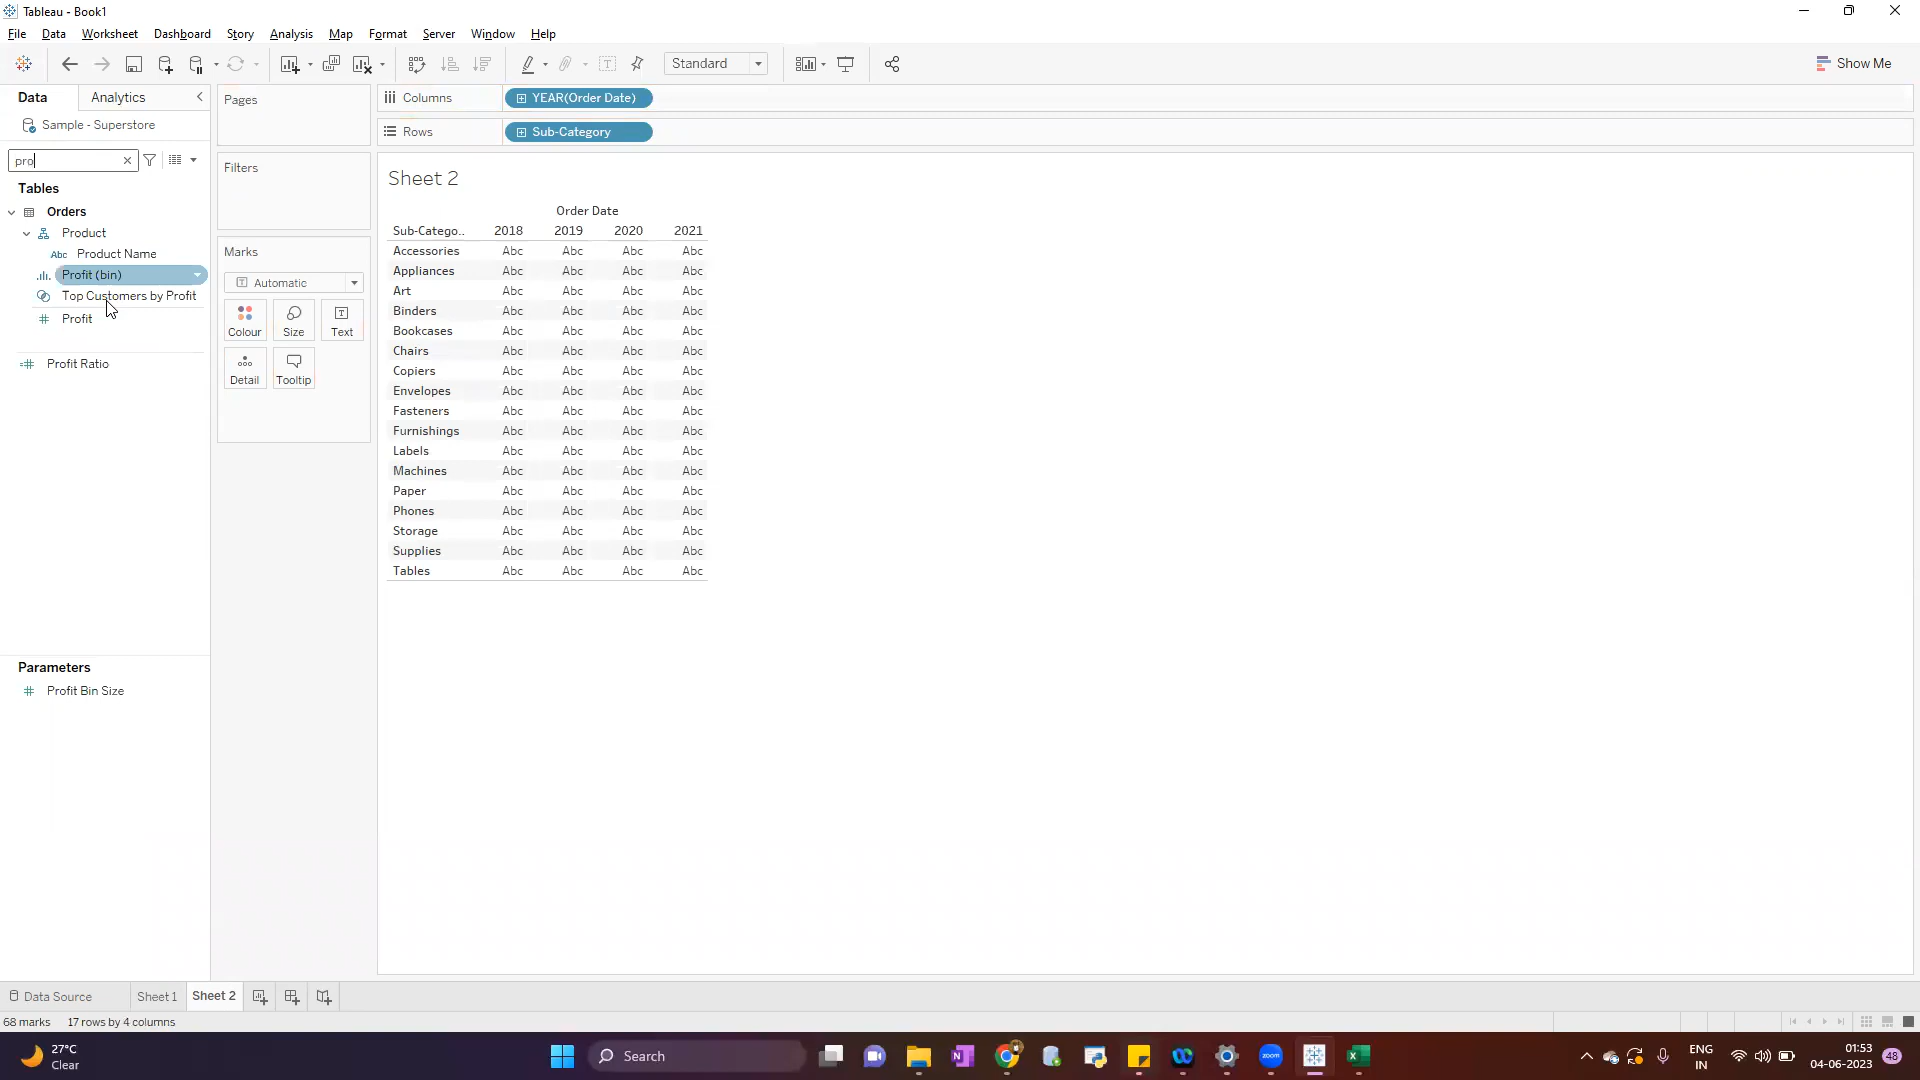 Tableau - Book1
File Data Worksheet Dashboard Story Analysis Map Format Server Window Help
Standard
Show Me
Data Analytics
Pages
Columns YEAR(Order Date)
Sample - Superstore
Rows Sub-Category
pro
Filters
Tables
Sheet 2
Orders
Order Date
Product
Sub-Catego.. 2018 2019 2020 2021
Abc Product Name
Marks
Accessories Abc Abc Abc Abc
Profit (bin)
Automatic
Appliances Abc Abc Abc Abc
Top Customers by Profit
Art Abc Abc Abc Abc
Profit
Binders Abc Abc Abc Abc
Colour Size Text
Bookcases Abc Abc Abc Abc
Chairs Abc Abc Abc Abc
Profit Ratio
Copiers Abc Abc Abc Abc
Detail Tooltip
Envelopes Abc Abc Abc Abc
Fasteners Abc Abc Abc Abc
Furnishings Abc Abc Abc Abc
Labels Abc Abc Abc Abc
Machines Abc Abc Abc Abc
Paper Abc Abc Abc Abc
Phones Abc Abc Abc Abc
Storage Abc Abc Abc Abc
Supplies Abc Abc Abc Abc
Tables Abc Abc Abc Abc
Parameters
Profit Bin Size
Data Source Sheet 1 Sheet 2
68 marks 17 rows by 4 columns
27°C
Clear
Search
zoom
ENG
IN
01:53
04-06-2023
48